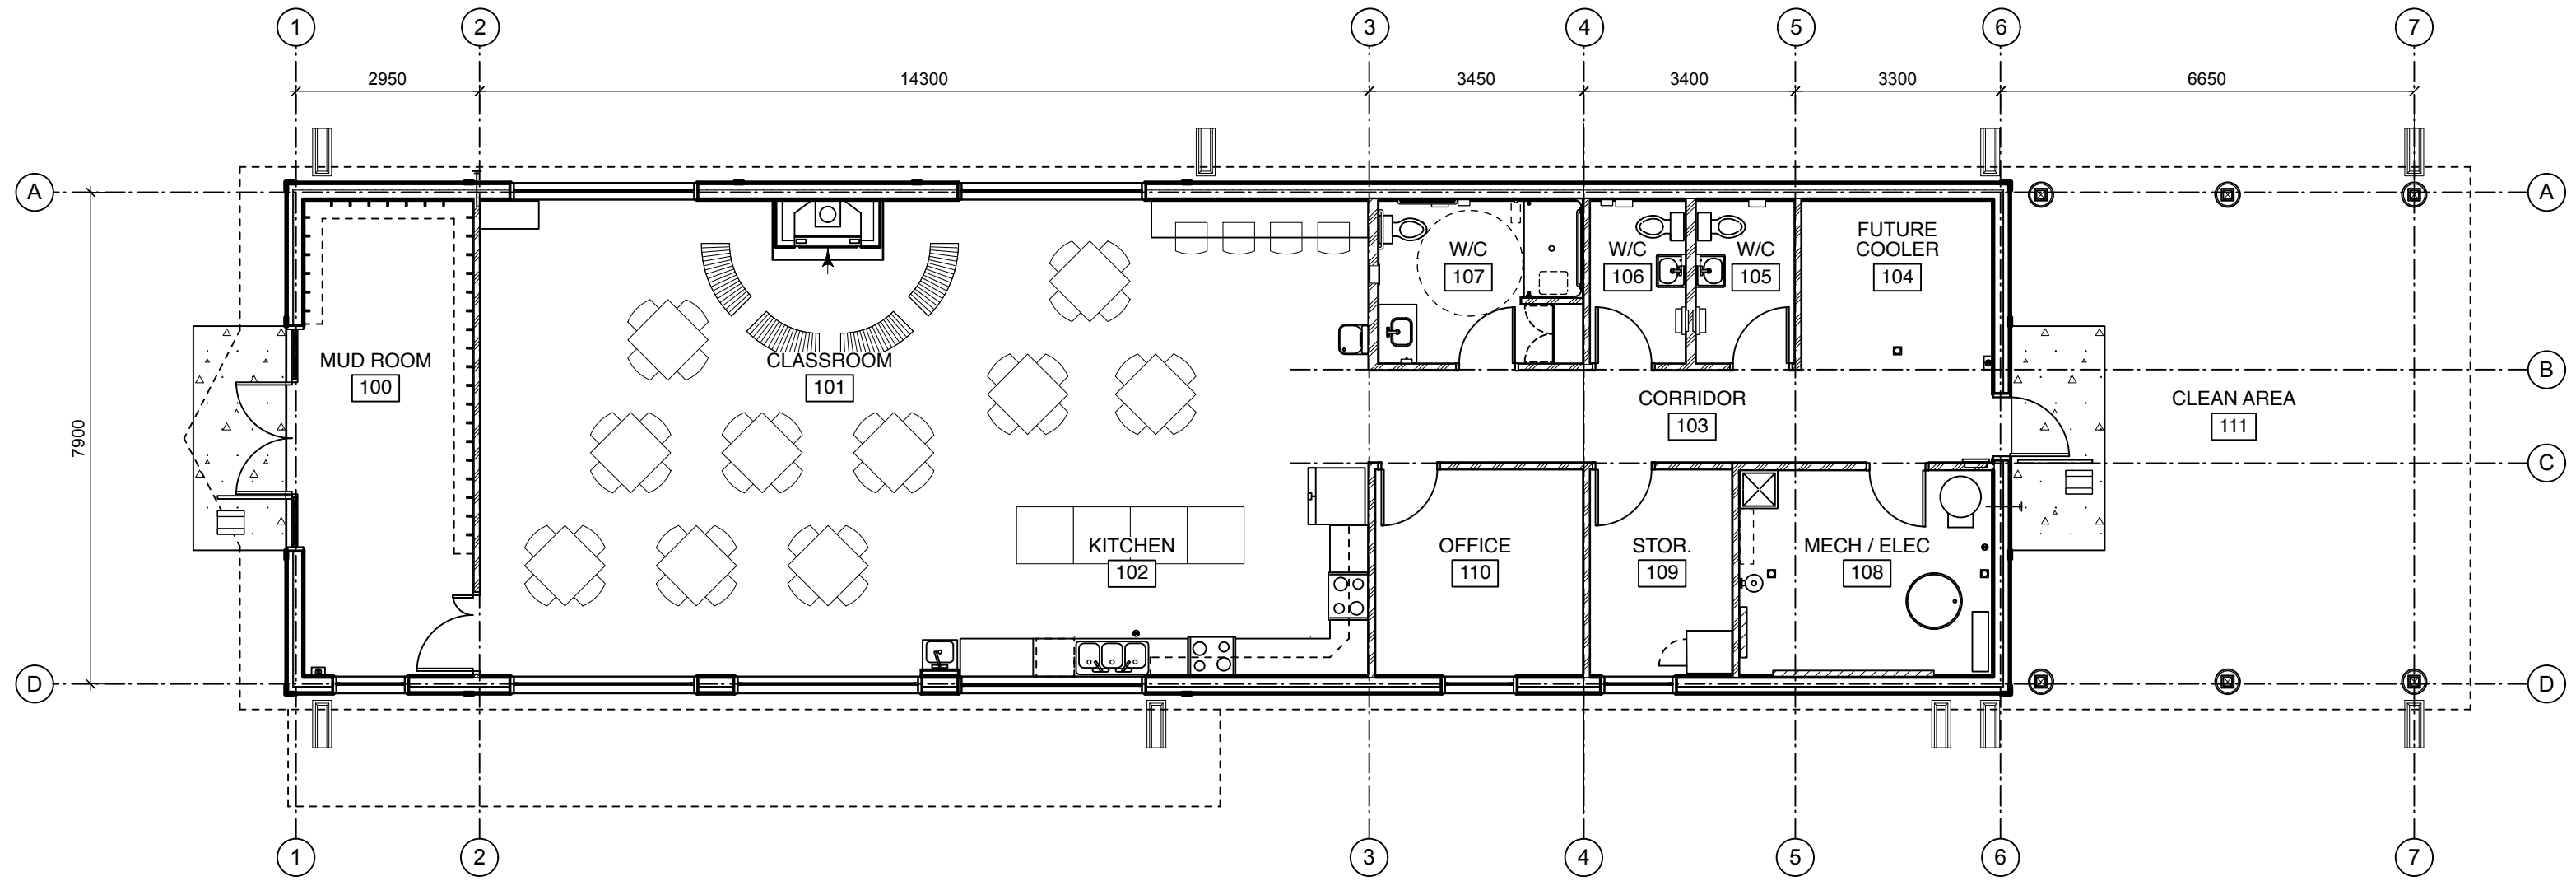 1 2 3 4 5 6 7
2950 14300 3450 3400 3300 6650
A A
FUTURE
COOLER
104
W/C
107
W/C
106
W/C
105
MUD ROOM
100
CLASSROOM
101
B
CORRIDOR
103
CLEAN AREA
111
7900
C
KITCHEN
102
OFFICE
110
STOR.
109
MECH / ELEC
108
D D
1 2 3 4 5 6 7